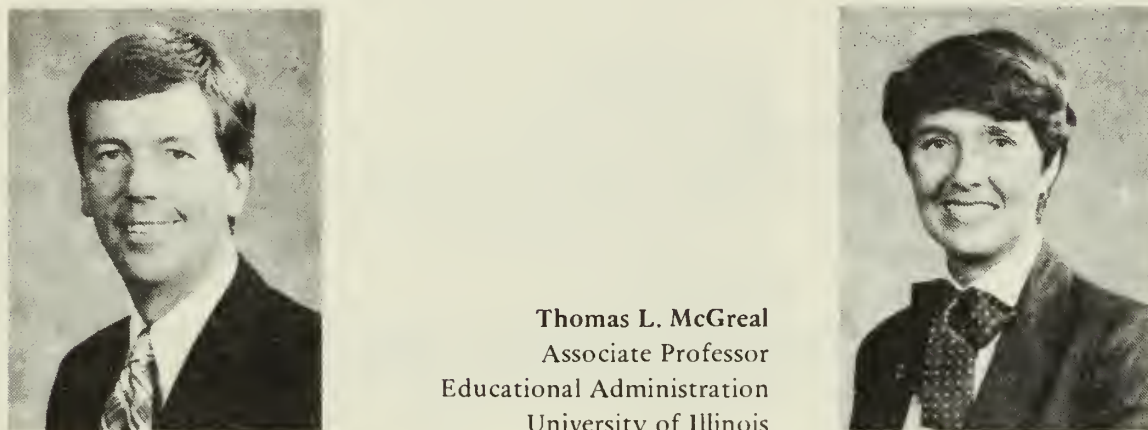 Thomas L. McGreal
Associate Professor
Educational Administration
University of Illinois